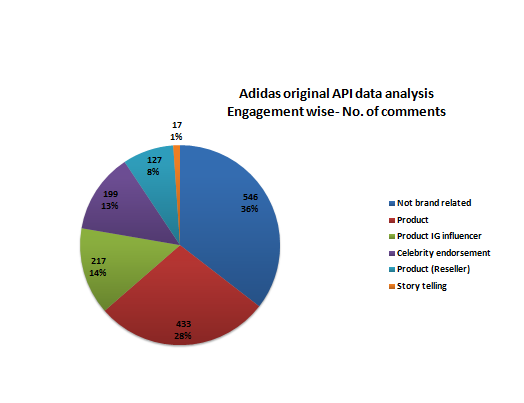 Adidas original API data analysis
Engagement wise- No. of comments
17
1%
127
8%
546
36%
199
13%
217
14%
433
28%
Not brand related
Product
Product IG influencer
Celebrity endorsement
Product (Reseller)
Story telling